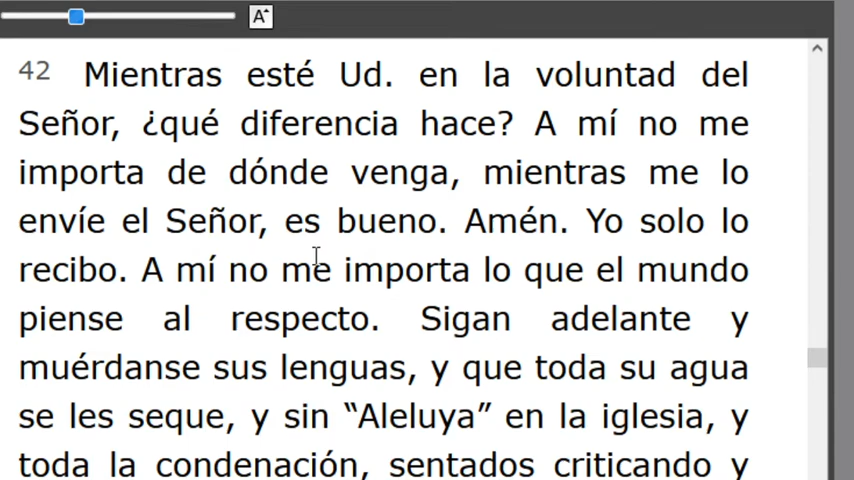 A
42 Mientras esté Ud. en la voluntad del
Señor, ¿qué diferencia hace? A mí no me
importa de dónde venga, mientras me lo
envíe el Señor, es bueno. Amén. Yo solo lo
recibo. A mí no me importa lo que el mundo
piense al respecto. Sigan adelante y
muérdanse sus lenguas, y que toda su agua
se les seque, y sin “Aleluya” en la iglesia, y
toda la condenación, sentados criticando y